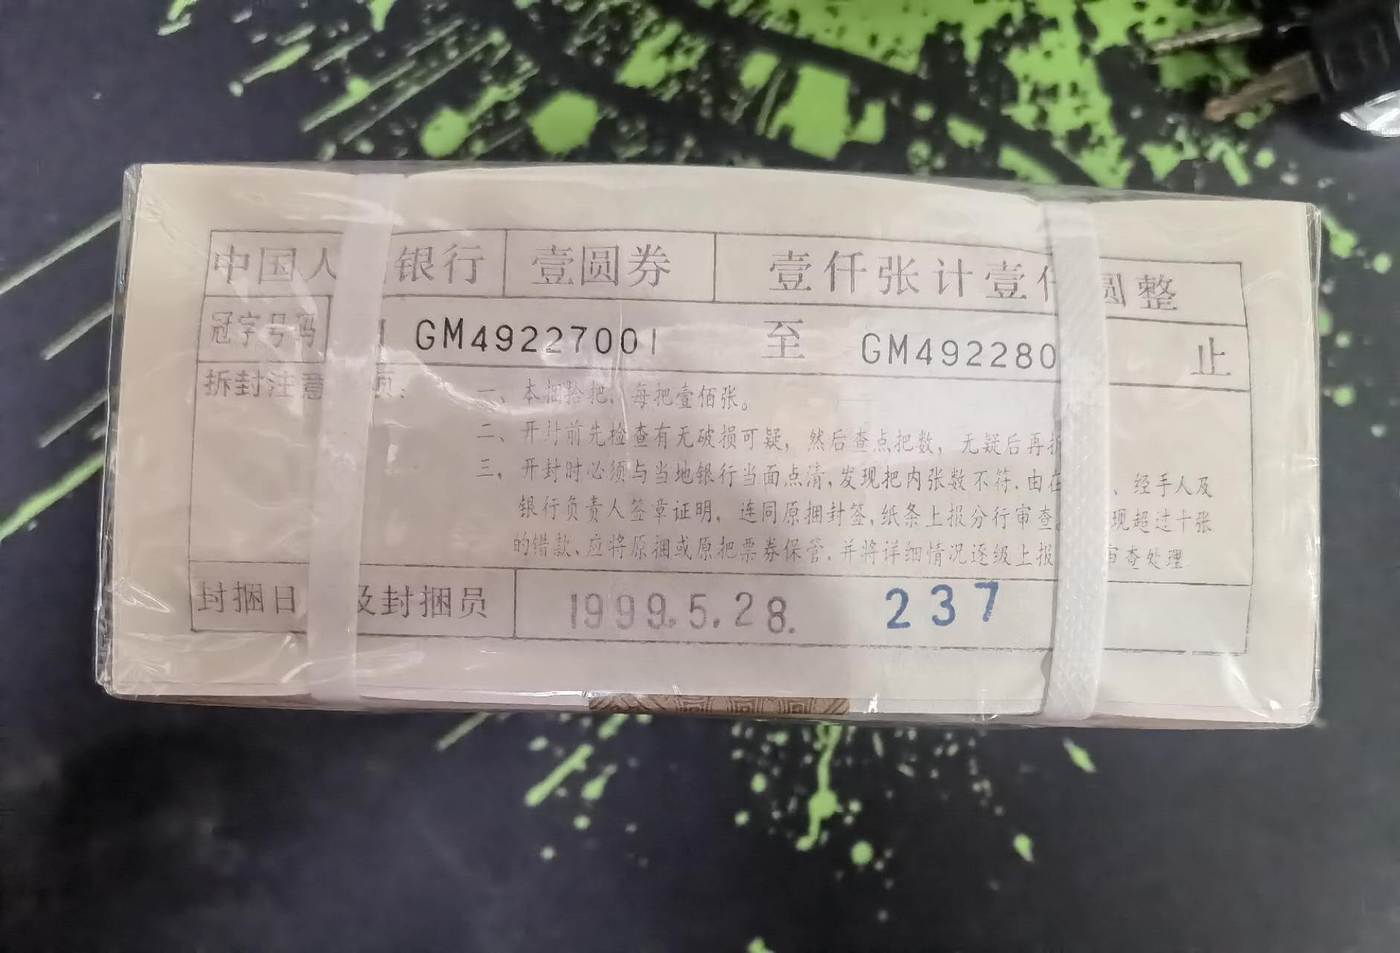 中国人 银行 壹圆券 壹仟张计壹仟圆整
冠字号码 GM49227001 至 GM492280 止
拆封注意 项：
一、本捆拾把，每把壹佰张。
二、开封前先检查有无破损可疑，然后查点把数，无疑后再拆
三、开封时必须与当地银行当面点清，发现把内张数不符，由在 、经手人及
银行负责人签章证明，连同原捆封签，纸条上报分行审查。 现超过十张
的错款、应将原捆或原把票券保管，并将详细情况逐级上报 审查处理
封捆日 及封捆员 1999.5.28. 237